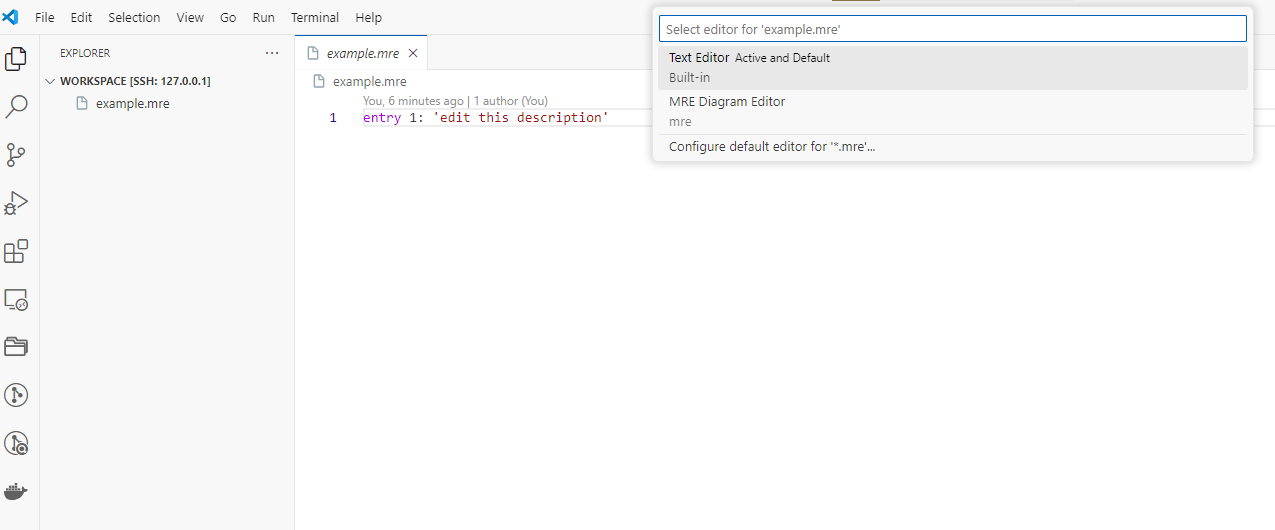 File Edit Selection View Go Run Terminal Help
EXPLORER ...
WORKSPACE [SSH: 127.0.0.1]
example.mre
example.mre
example.mre
You, 6 minutes ago | 1 author (You)
1 entry 1: 'edit this description'
Select editor for 'example.mre'
Text Editor Active and Default
Built-in
MRE Diagram Editor
mre
Configure default editor for '*.mre'...